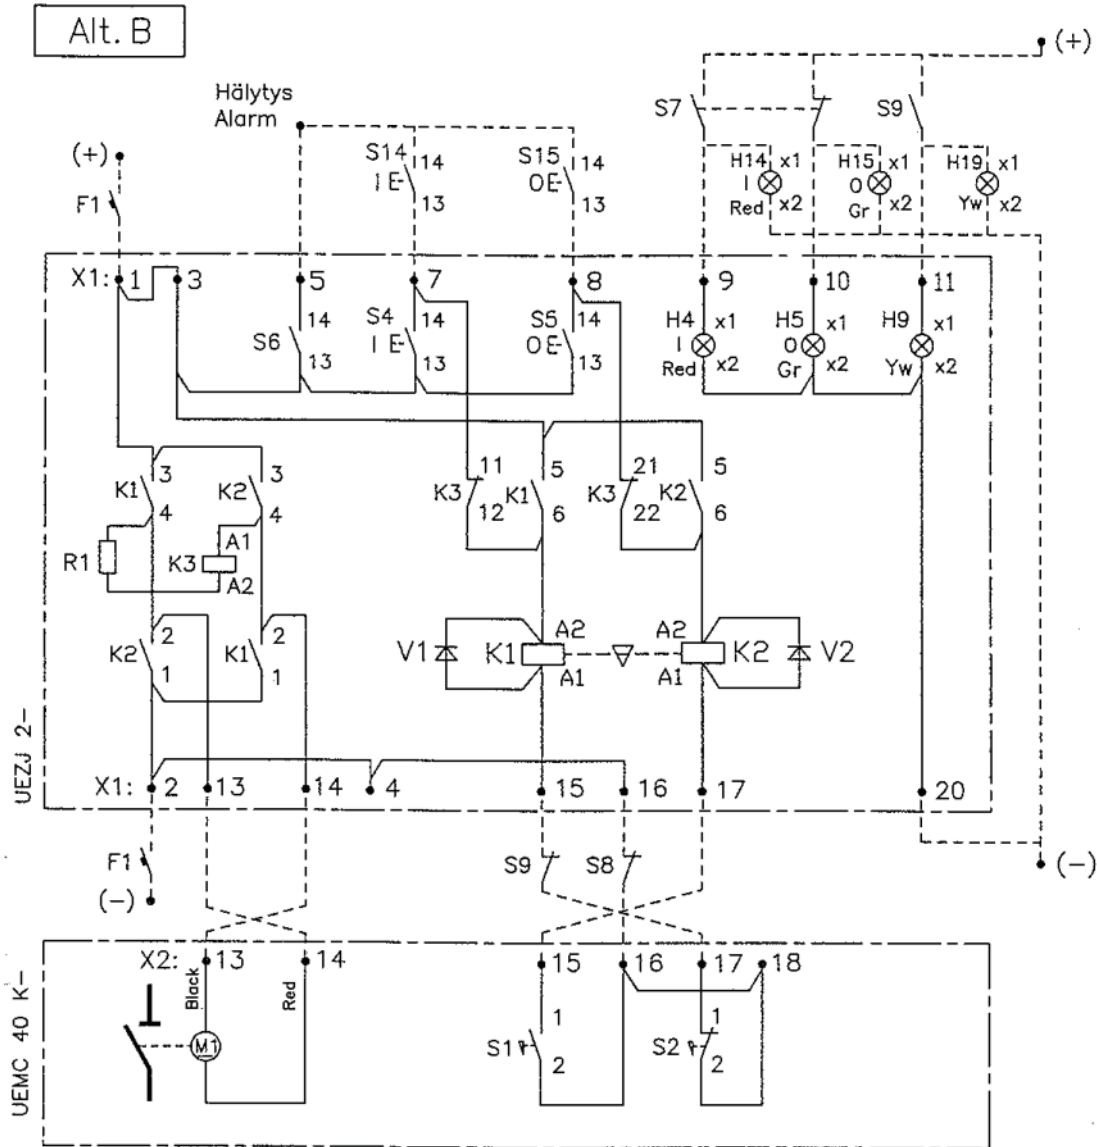 Alt. B
(+)
Hälytys
Alarm
S7
S9
(+)
S14 14
S15 14
H14 x1
H15 x1
H19 x1
F1
I E-
O E-
I
O
13
13
Red x2
Gr x2
Yw x2
X1: 1 3 5 7 8 9 10 11
S6 14 13
S4 14
I E- 13
S5 14
O E- 13
H4 x1
I
Red x2
H5 x1
O
Gr x2
H9 x1
Yw x2
K1 3 4
K2 3 4
K3 11 12
K1 5 6
K3 21 22
K2 5 6
R1
K3 A1 A2
K2 2 1
K1 2 1
V1 K1 A2 A1
A2 A1 K2 V2
UEZJ 2-
X1: 2 13 14 4 15 16 17 20
F1
S9
S8
(-)
(-)
X2: 13 14 15 16 17 18
UEMC 40 K-
Black
Red
M1
S1 1 2
S2 1 2